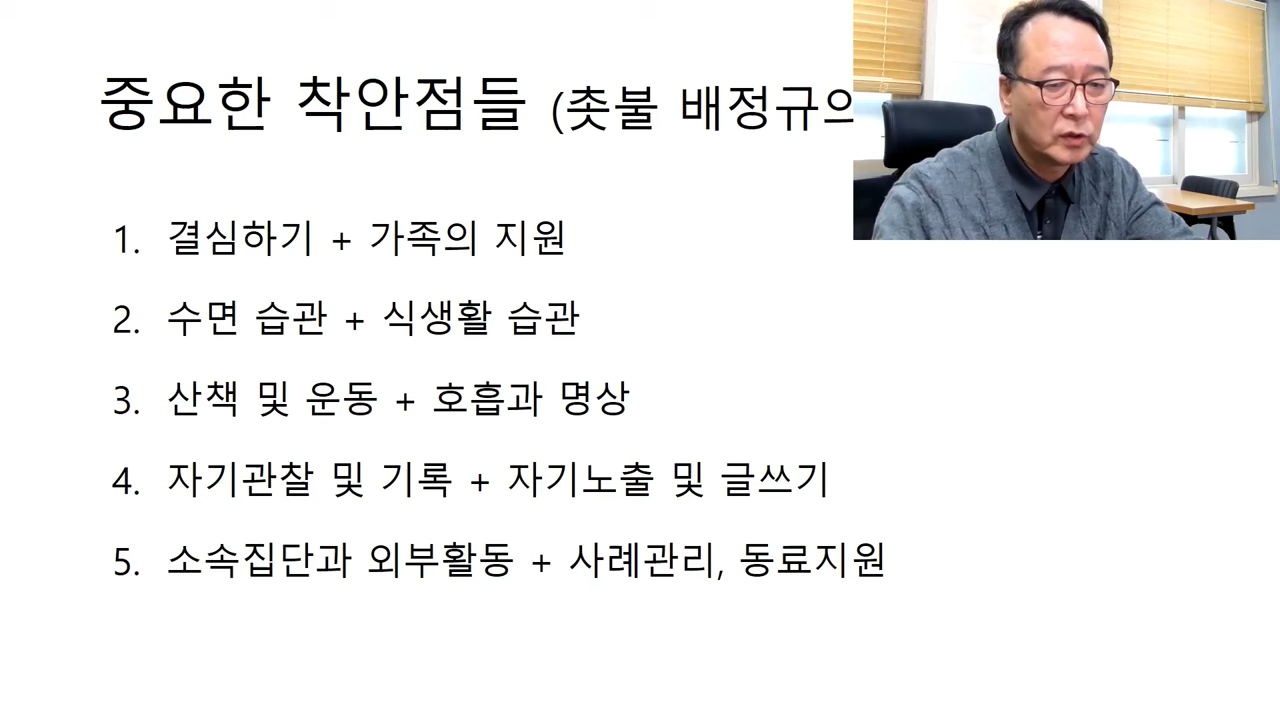 중요한 착안점들 (촛불 배정규의
1. 결심하기 + 가족의 지원
2. 수면 습관 + 식생활 습관
3. 산책 및 운동 + 호흡과 명상
4. 자기관찰 및 기록 + 자기노출 및 글쓰기
5. 소속집단과 외부활동 + 사례관리, 동료지원